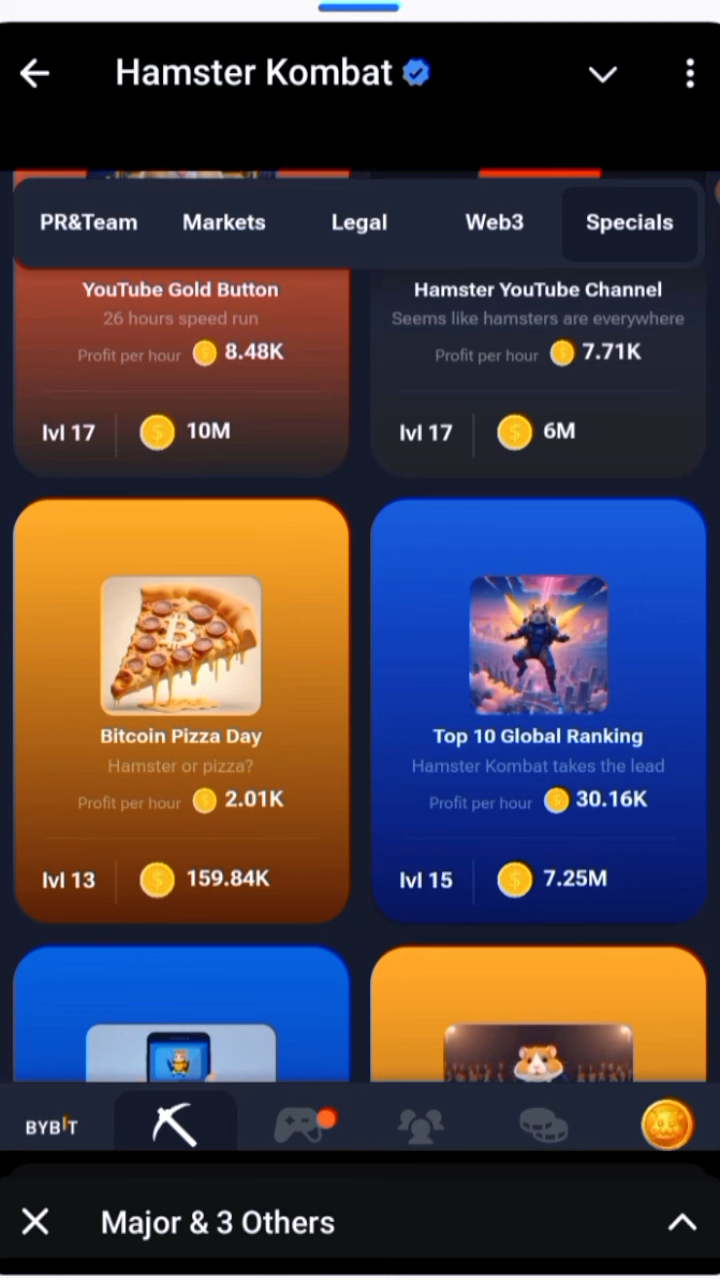 Hamster Kombat
PR&Team
Markets
Legal
Web3
Specials
YouTube Gold Button
26 hours speed run
Profit per hour 8.48K
lvl 17
10M
Hamster YouTube Channel
Seems like hamsters are everywhere
Profit per hour 7.71K
lvl 17
6M
Bitcoin Pizza Day
Hamster or pizza?
Profit per hour 2.01K
lvl 13
159.84K
Top 10 Global Ranking
Hamster Kombat takes the lead
Profit per hour 30.16K
lvl 15
7.25M
BYBIT
Major & 3 Others